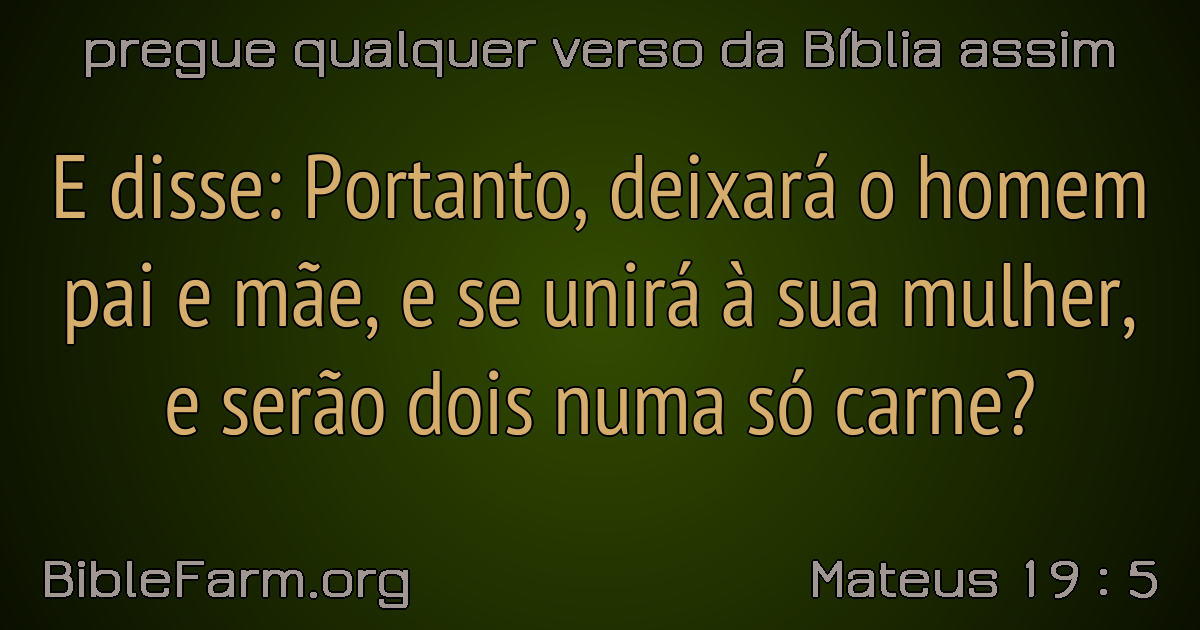 pregue qualquer verso da Bíblia assim
E disse: Portanto, deixará o homem
pai e mãe, e se unirá à sua mulher,
e serão dois numa só carne?
BibleFarm.org
Mateus 19 : 5